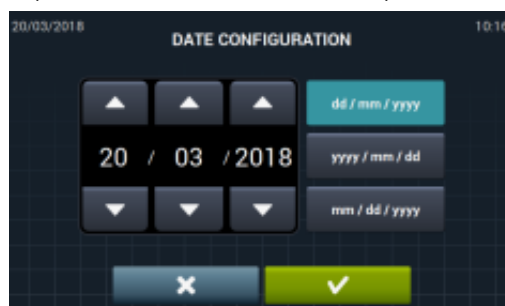 20/03/2018 10:16
DATE CONFIGURATION
dd / mm / yyyy
20 / 03 / 2018
yyyy / mm / dd
mm / dd / yyyy